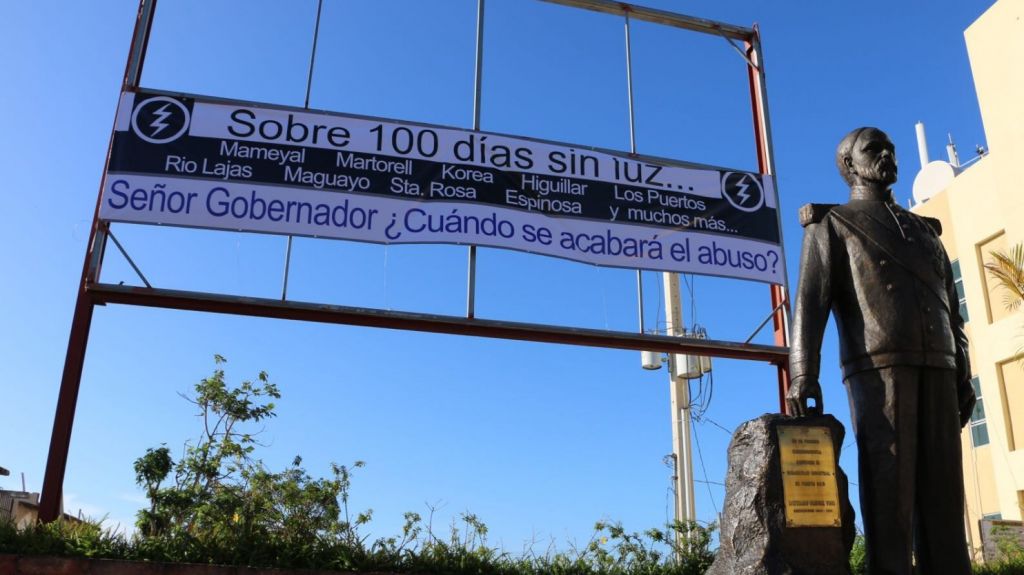 Sobre 100 días sin luz...
Mameyal Martorell Korea Higuillar Los Puertos
Rio Lajas Maguayo Sta. Rosa Espinosa y muchos más...
Señor Gobernador ¿Cuándo se acabará el abuso?